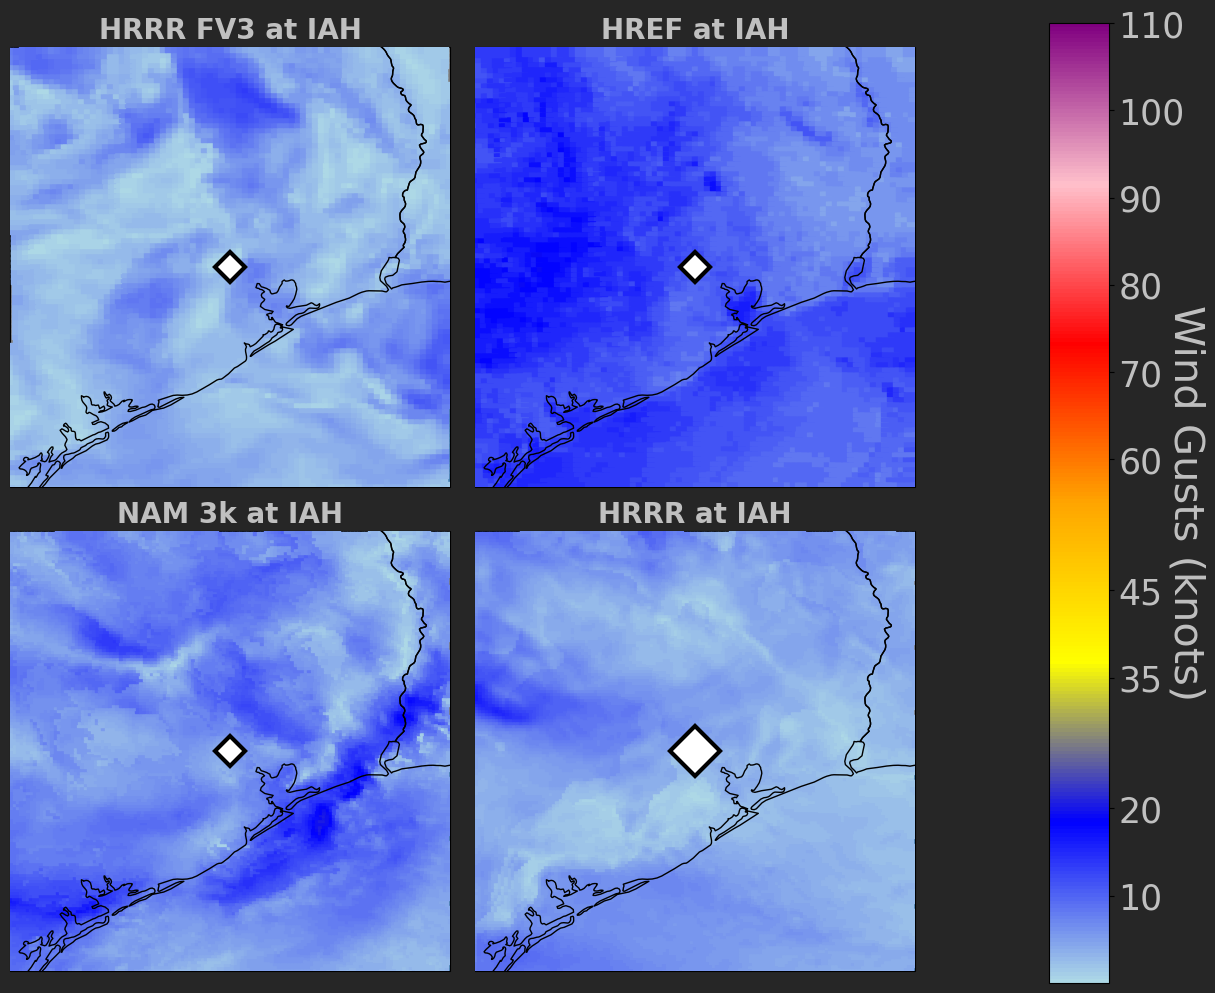 HRRR FV3 at IAH
HREF at IAH
NAM 3k at IAH
HRRR at IAH
110
100
90
80
70
60
45
35
20
10
Wind Gusts (knots)